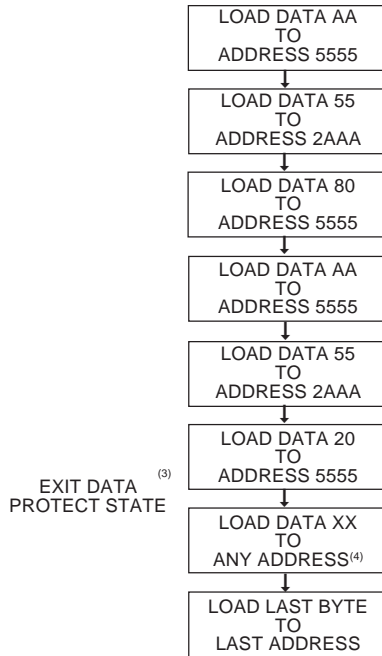 LOAD DATA AA
TO
ADDRESS 5555
LOAD DATA 55
TO
ADDRESS 2AAA
LOAD DATA 80
TO
ADDRESS 5555
LOAD DATA AA
TO
ADDRESS 5555
LOAD DATA 55
TO
ADDRESS 2AAA
LOAD DATA 20
TO
ADDRESS 5555
EXIT DATA (3)
PROTECT STATE
LOAD DATA XX
TO
ANY ADDRESS(4)
LOAD LAST BYTE
TO
LAST ADDRESS